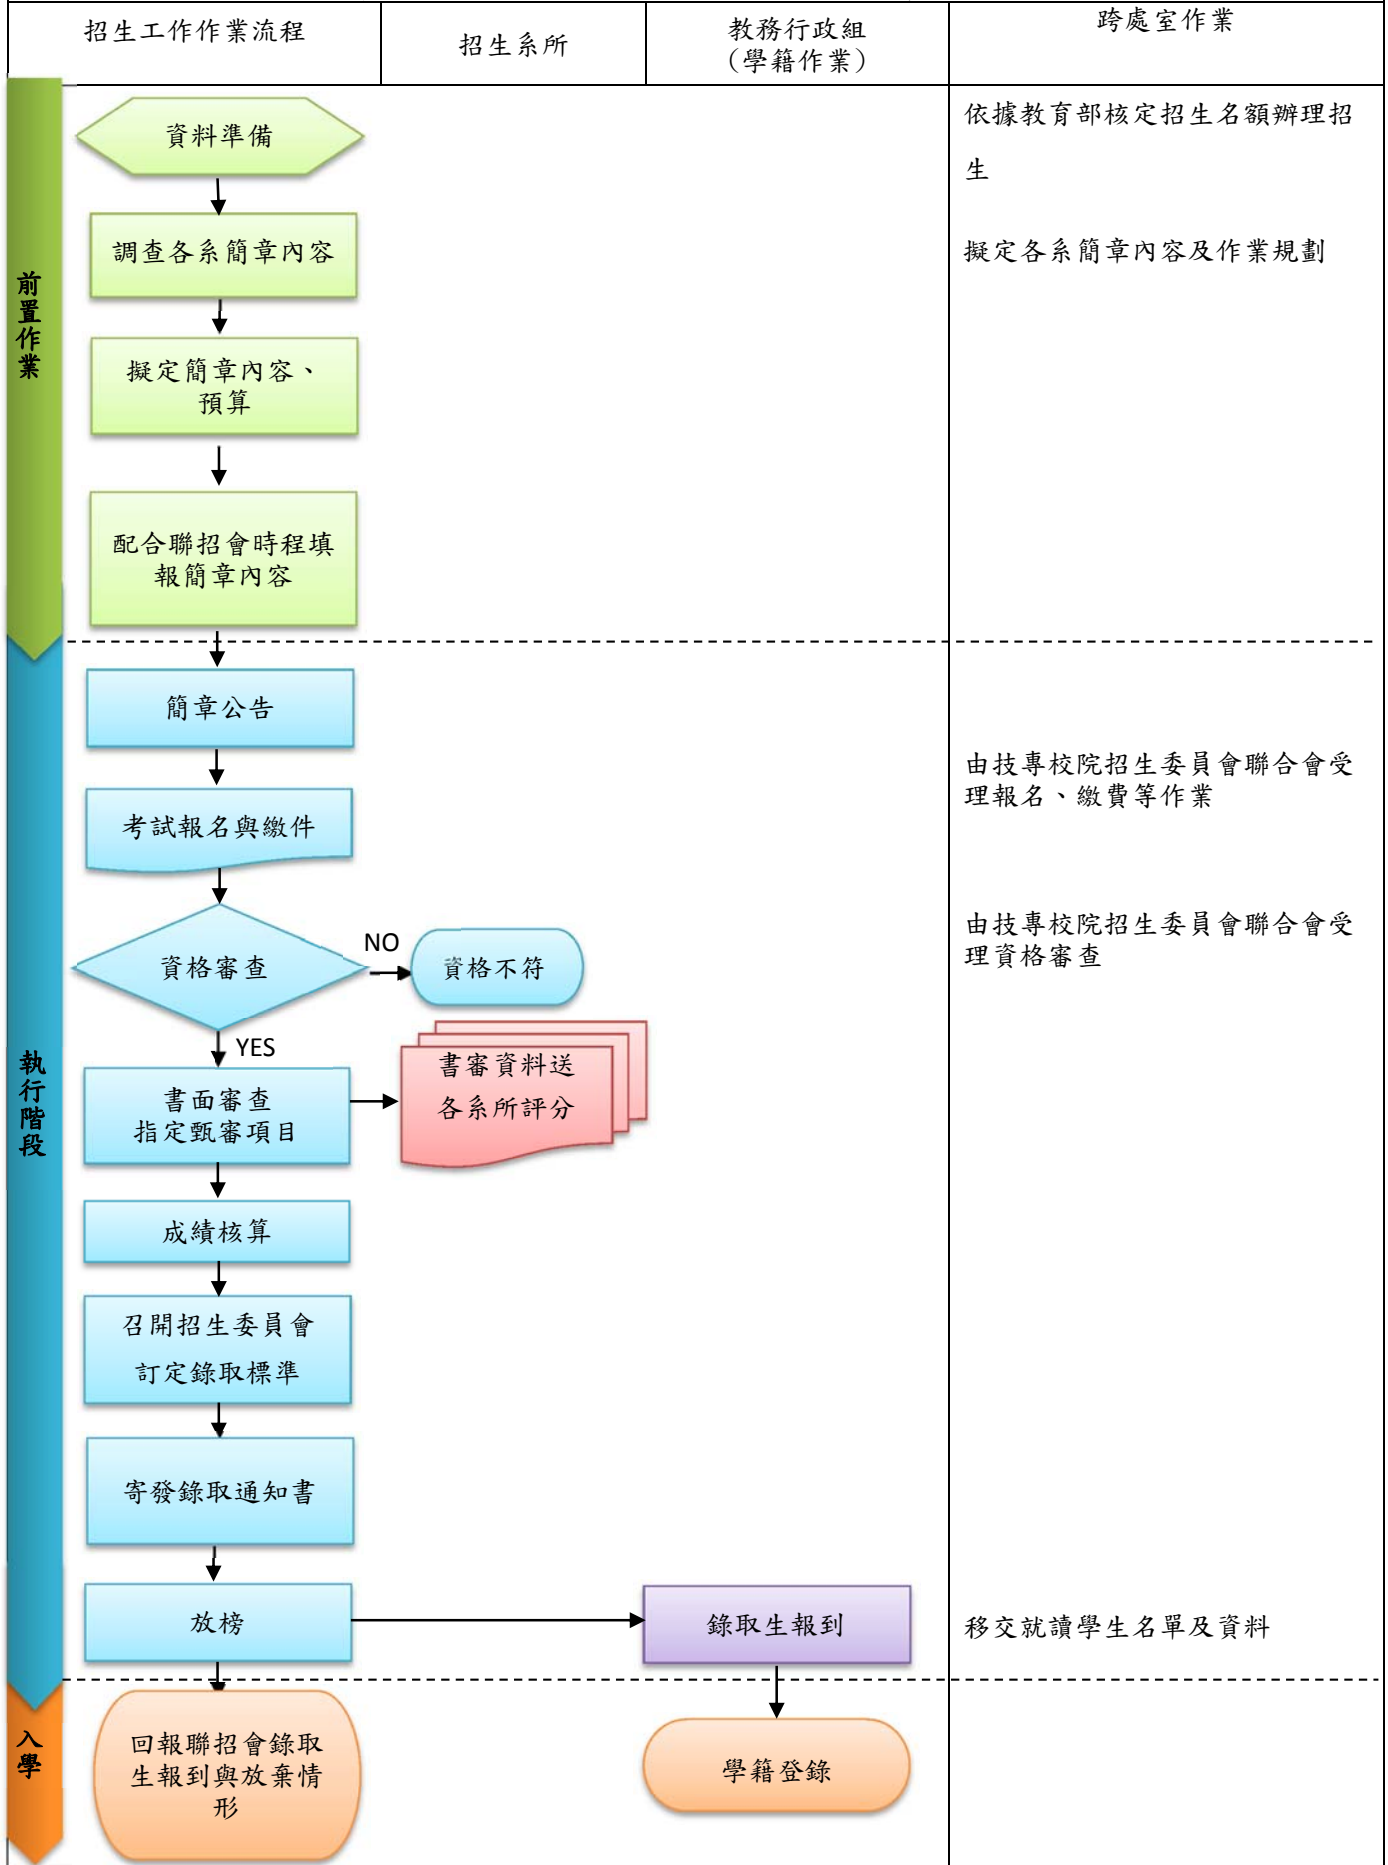 招生工作作業流程
招生系所
教務行政組
（學籍作業）
跨處室作業
前置作業
資料準備
依據教育部核定招生名額辦理招
生
調查各系簡章內容
擬定各系簡章內容及作業規劃
擬定簡章內容、
預算
配合聯招會時程填
報簡章內容
執行階段
簡章公告
由技專校院招生委員會聯合會受
理報名、繳費等作業
考試報名與繳件
資格審查
NO
資格不符
由技專校院招生委員會聯合會受
理資格審查
YES
書面審查
指定甄審項目
書審資料送
各系所評分
成績核算
召開招生委員會
訂定錄取標準
寄發錄取通知書
放榜
錄取生報到
移交就讀學生名單及資料
入學
回報聯招會錄取
生報到與放棄情
形
學籍登錄